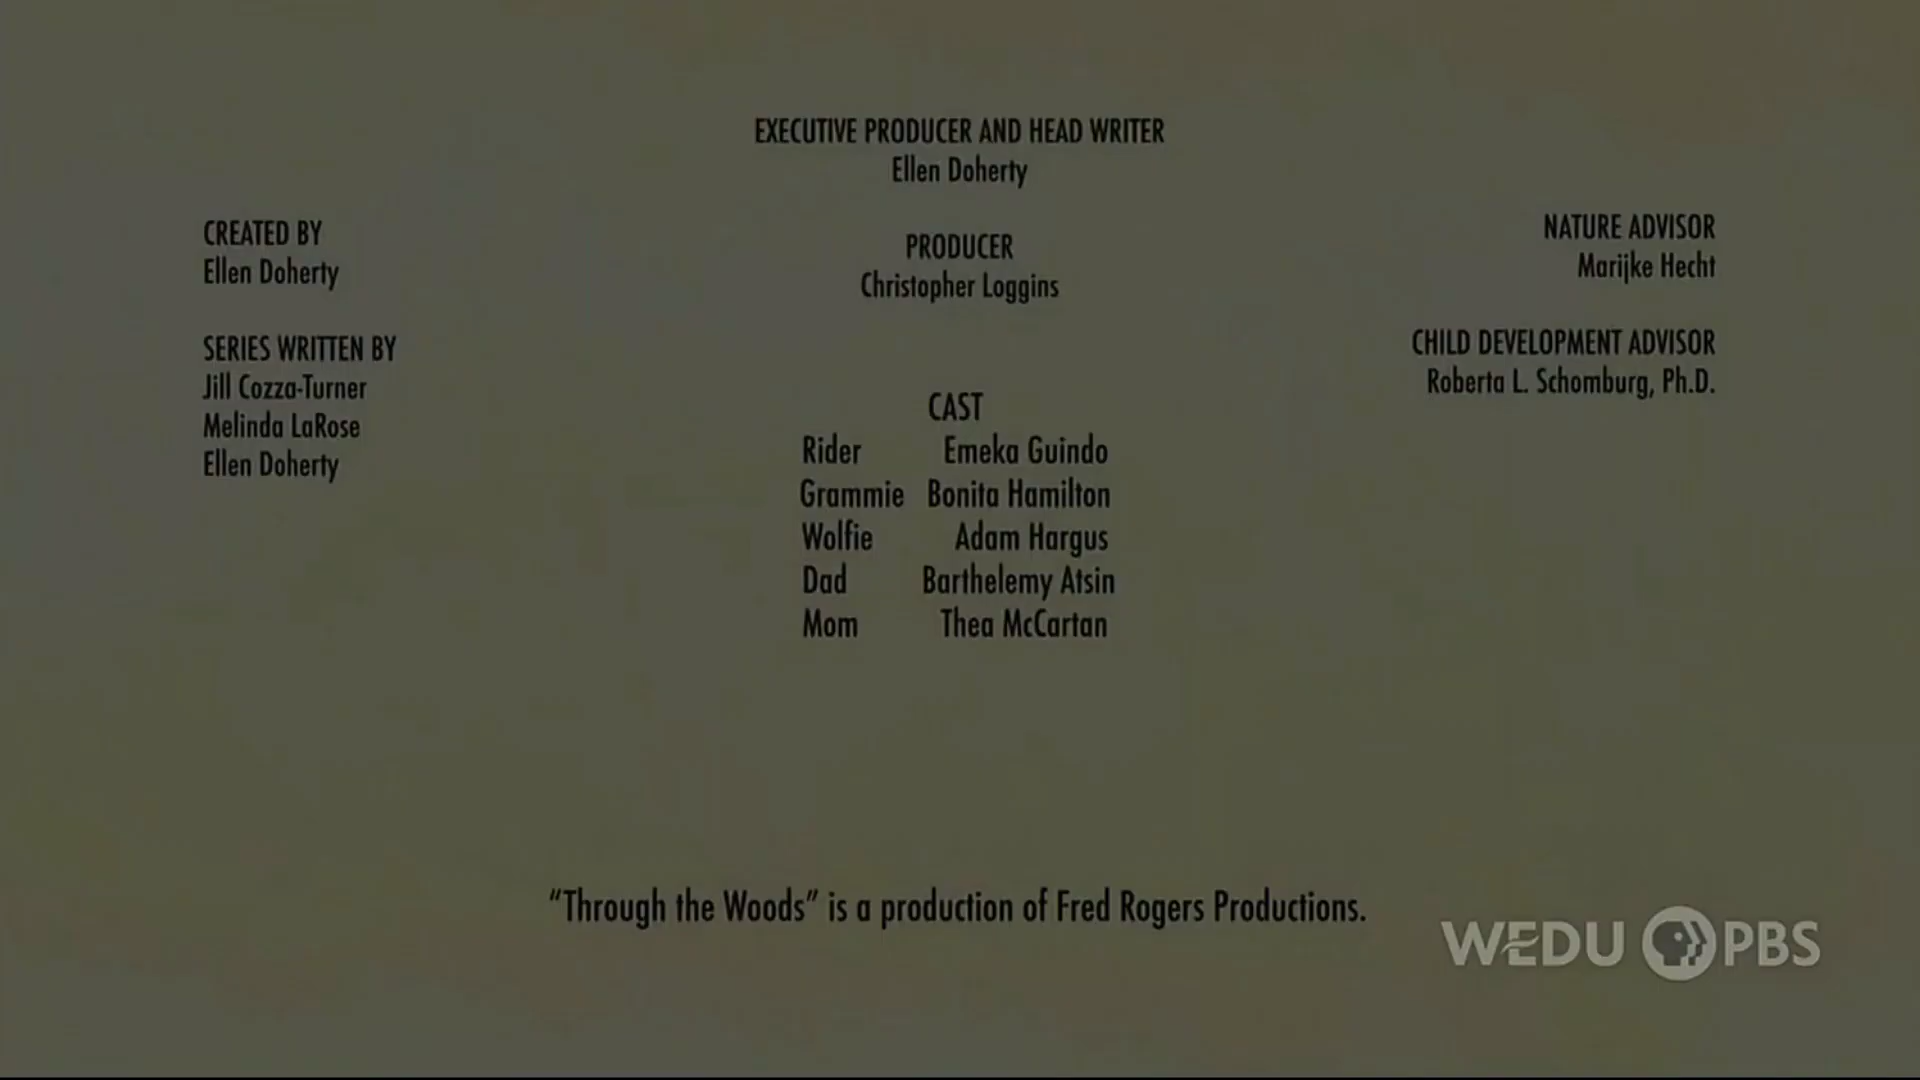 EXECUTIVE PRODUCER AND HEAD WRITER
Ellen Doherty
PRODUCER
Christopher Loggins
CREATED BY
Ellen Doherty
SERIES WRITTEN BY
Jill Cozza-Turner
Melinda LaRose
Ellen Doherty
NATURE ADVISOR
Marijke Hecht
CHILD DEVELOPMENT ADVISOR
Roberta L. Schomburg, Ph.D.
CAST
Rider Emeka Guindo
Grammie Bonita Hamilton
Wolfie Adam Hargus
Dad Barthelemy Atsin
Mom Thea McCartan
“Through the Woods” is a production of Fred Rogers Productions.
WEDU PBS